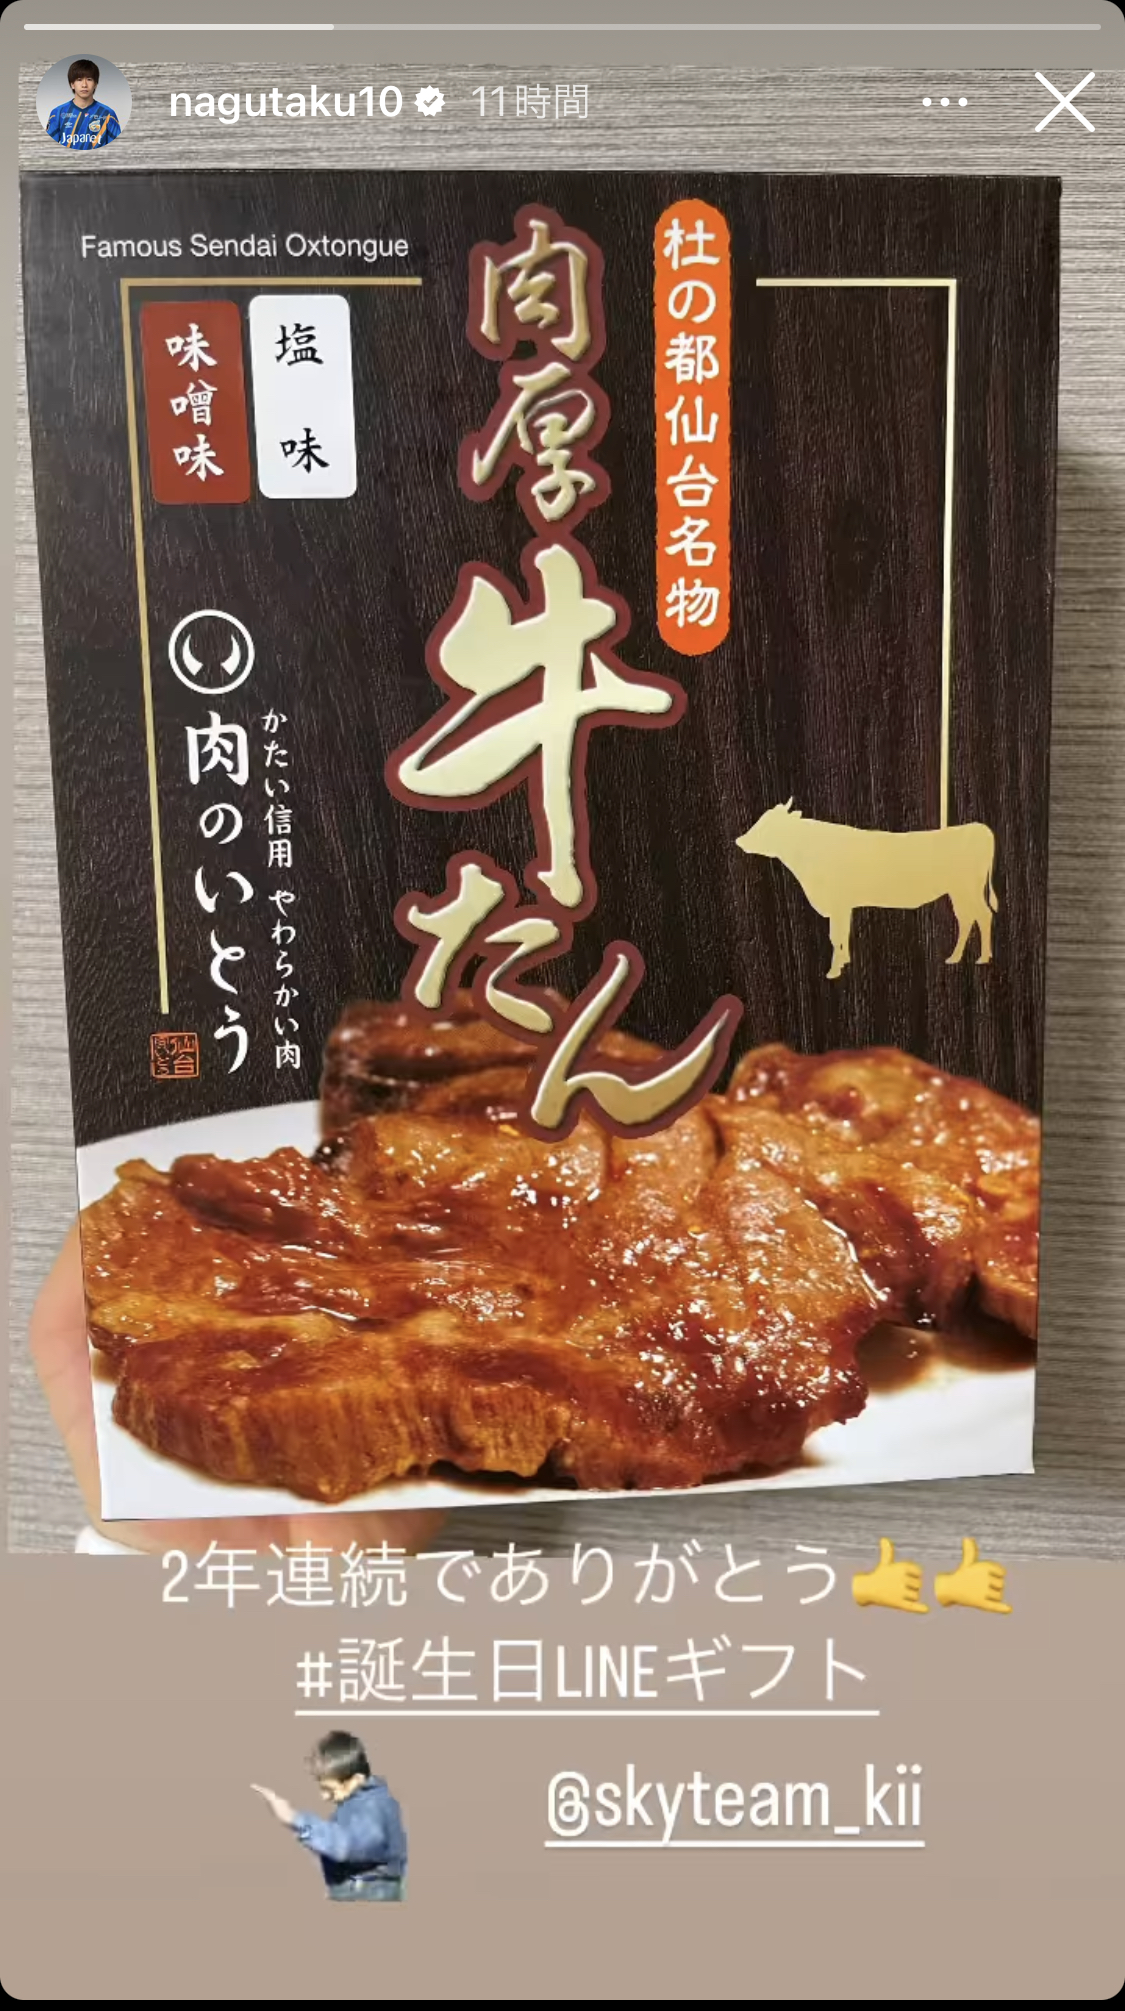 nagutaku10 11時間
Japanet
Famous Sendai Oxtongue
杜の都仙台名物
肉厚
牛たん
塩味
味噌味
かたい信用 やわらかい肉
肉のいとう
2年連続でありがとう🤙🤙
#誕生日LINEギフト
@skyteam_kii